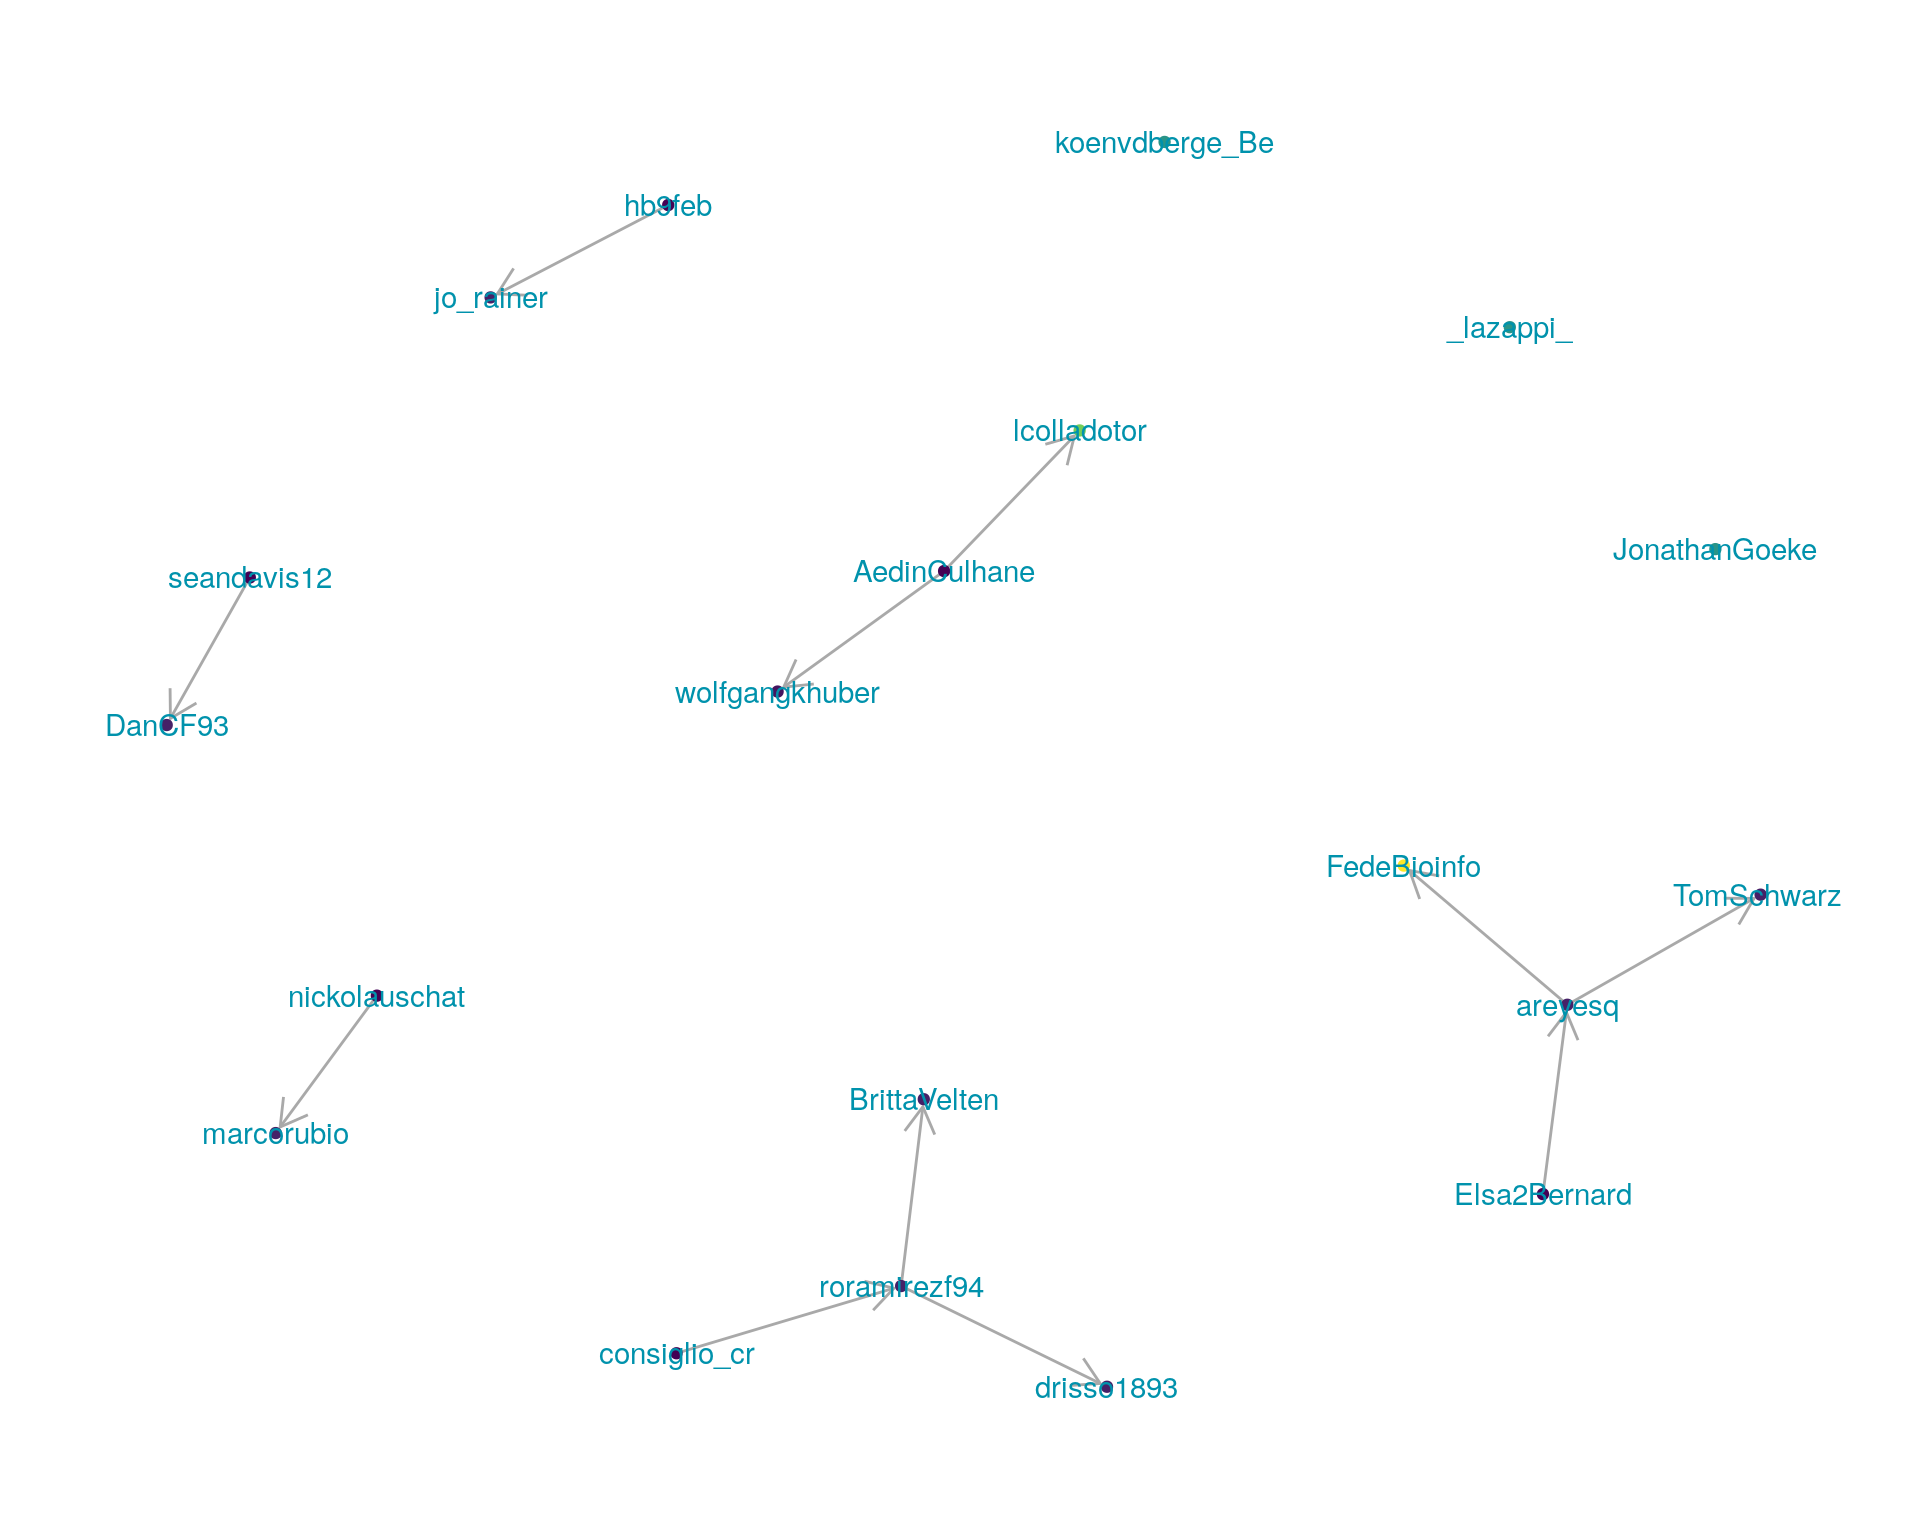 koenvdberge_Be
hb9feb
jo_rainer
_lazappi_
lcolladotor
JonathanGoeke
AedinCulhane
seandavis12
wolfgangkhuber
DanCF93
FedeBioinfo
TomSchwarz
nickolauschat
areyesq
BrittaVelten
marcorubio
Elsa2Bernard
roramirezf94
consiglio_cr
drisso1893